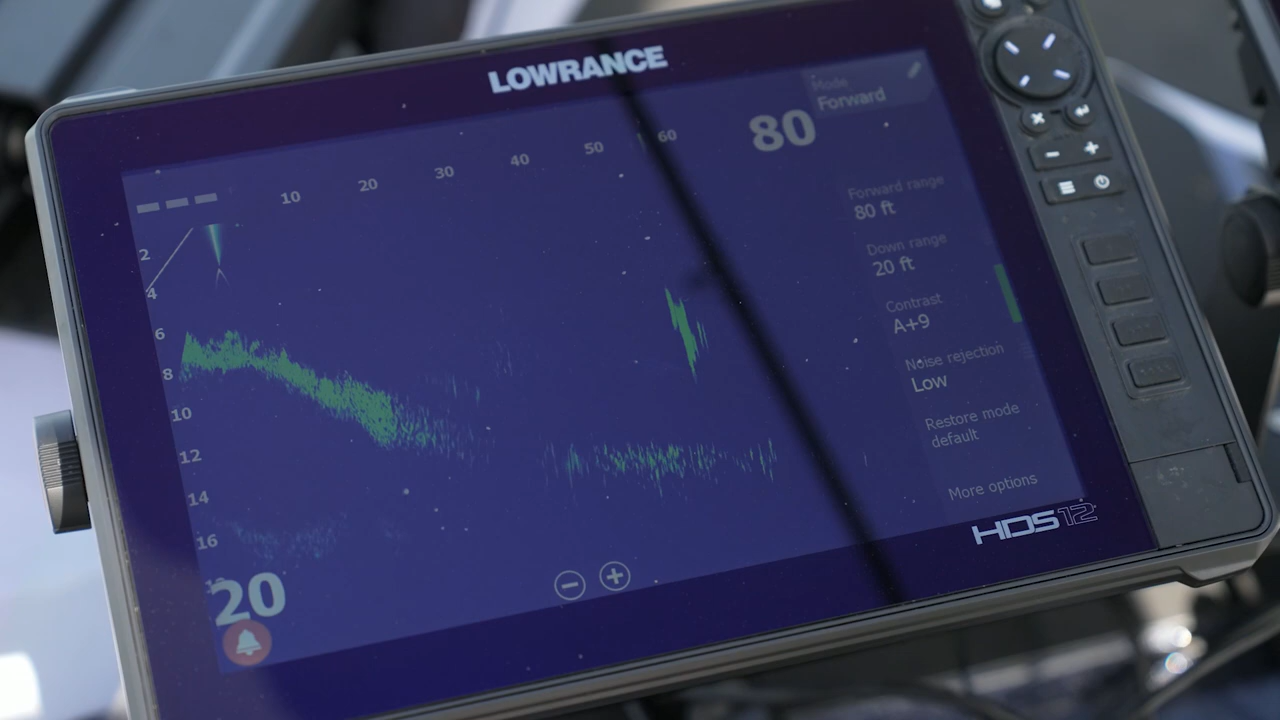 LOWRANCE
Mode
Forward
10 20 30 40 50 60 80
Forward range
80 ft
Down range
20 ft
Contrast
A+9
Noise rejection
Low
Restore mode
default
More options
2
4
6
8
10
12
14
16
20
HDS12